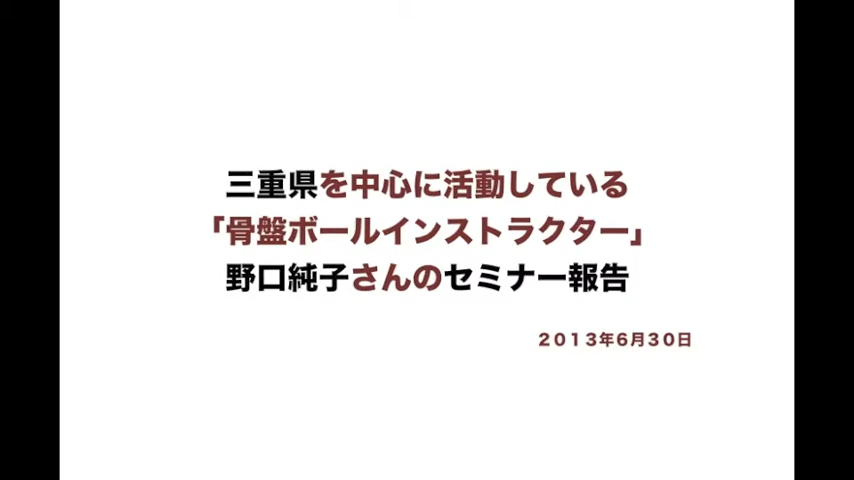 三重県を中心に活動している
「骨盤ボールインストラクター」
野口純子さんのセミナー報告
２０１３年６月３０日